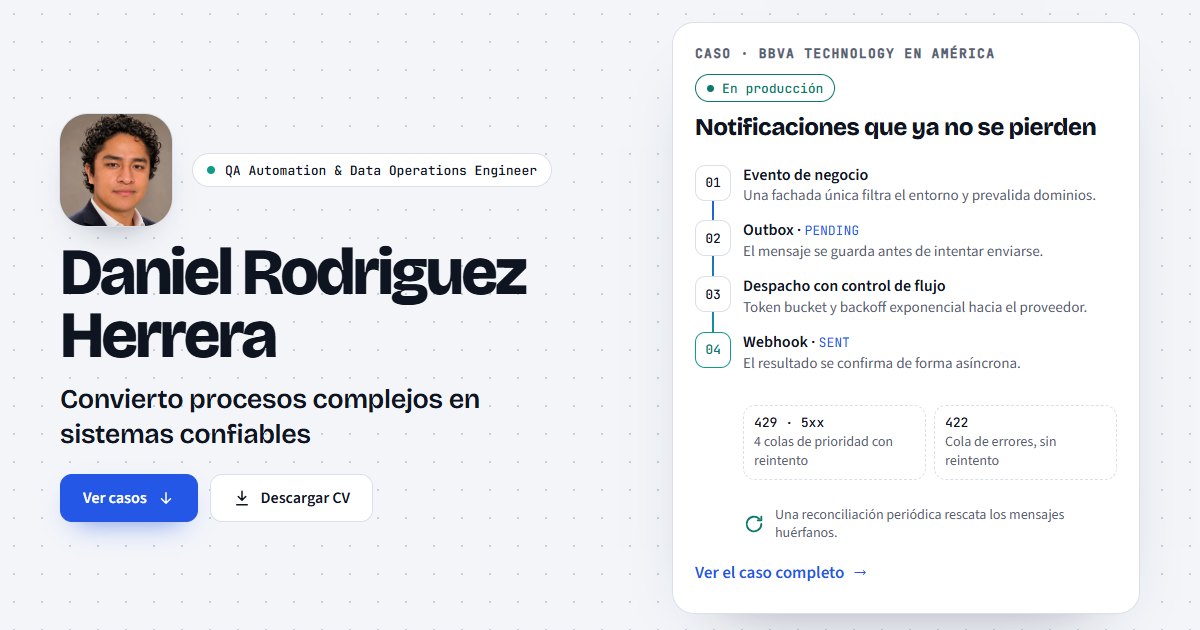 QA Automation & Data Operations Engineer
Daniel Rodriguez
Herrera
Convierto procesos complejos en
sistemas confiables
Ver casos ↓
Descargar CV
CASO · BBVA TECHNOLOGY EN AMÉRICA
En producción
Notificaciones que ya no se pierden
01
Evento de negocio
Una fachada única filtra el entorno y prevalida dominios.
02
Outbox · PENDING
El mensaje se guarda antes de intentar enviarse.
03
Despacho con control de flujo
Token bucket y backoff exponencial hacia el proveedor.
04
Webhook · SENT
El resultado se confirma de forma asíncrona.
429 · 5xx
4 colas de prioridad con
reintento
422
Cola de errores, sin
reintento
Una reconciliación periódica rescata los mensajes
huérfanos.
Ver el caso completo →